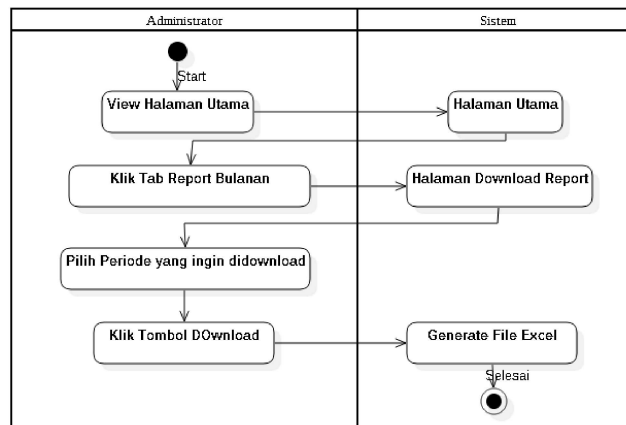 Administrator
Sistem
Start
View Halaman Utama
Halaman Utama
Klik Tab Report Bulanan
Halaman Download Report
Pilih Periode yang ingin didownload
Klik Tombol DOwnload
Generate File Excel
Selesai